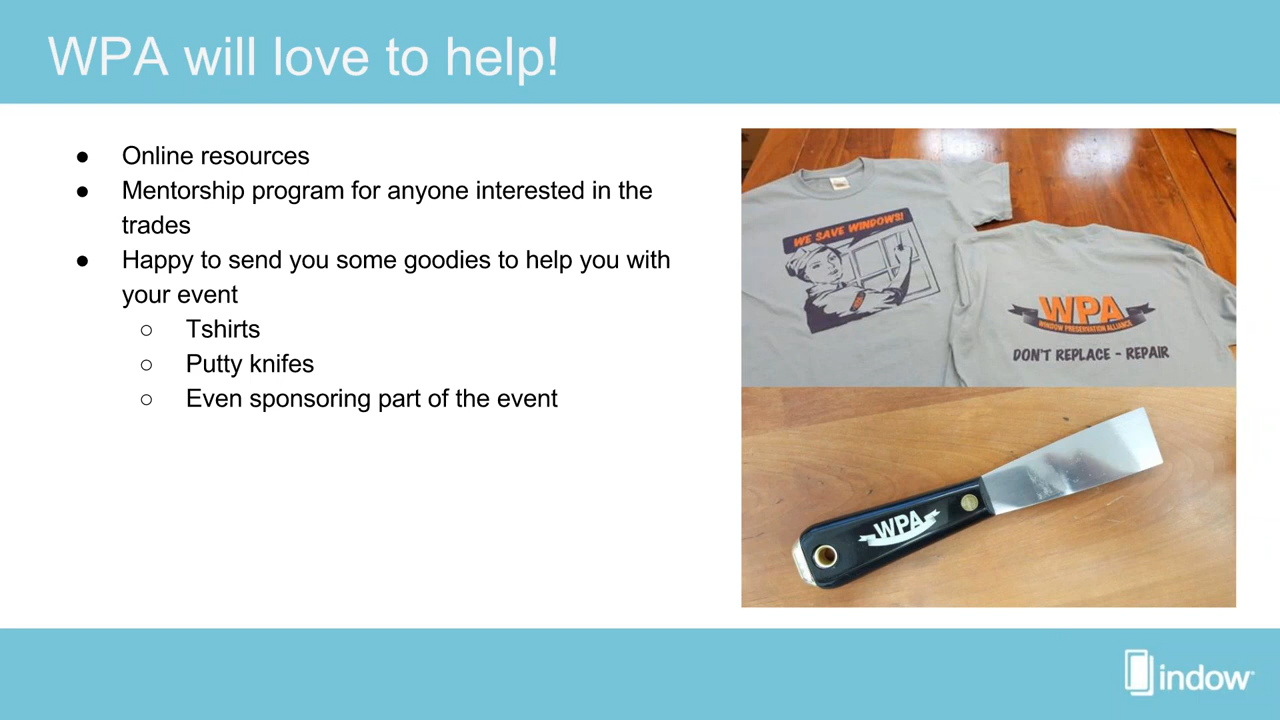 WPA will love to help!
● Online resources
● Mentorship program for anyone interested in the
trades
● Happy to send you some goodies to help you with
your event
○ Tshirts
○ Putty knifes
○ Even sponsoring part of the event
WE SAVE WINDOWS!
WPA
WINDOW PRESERVATION ALLIANCE
DON'T REPLACE - REPAIR
WPA
indow